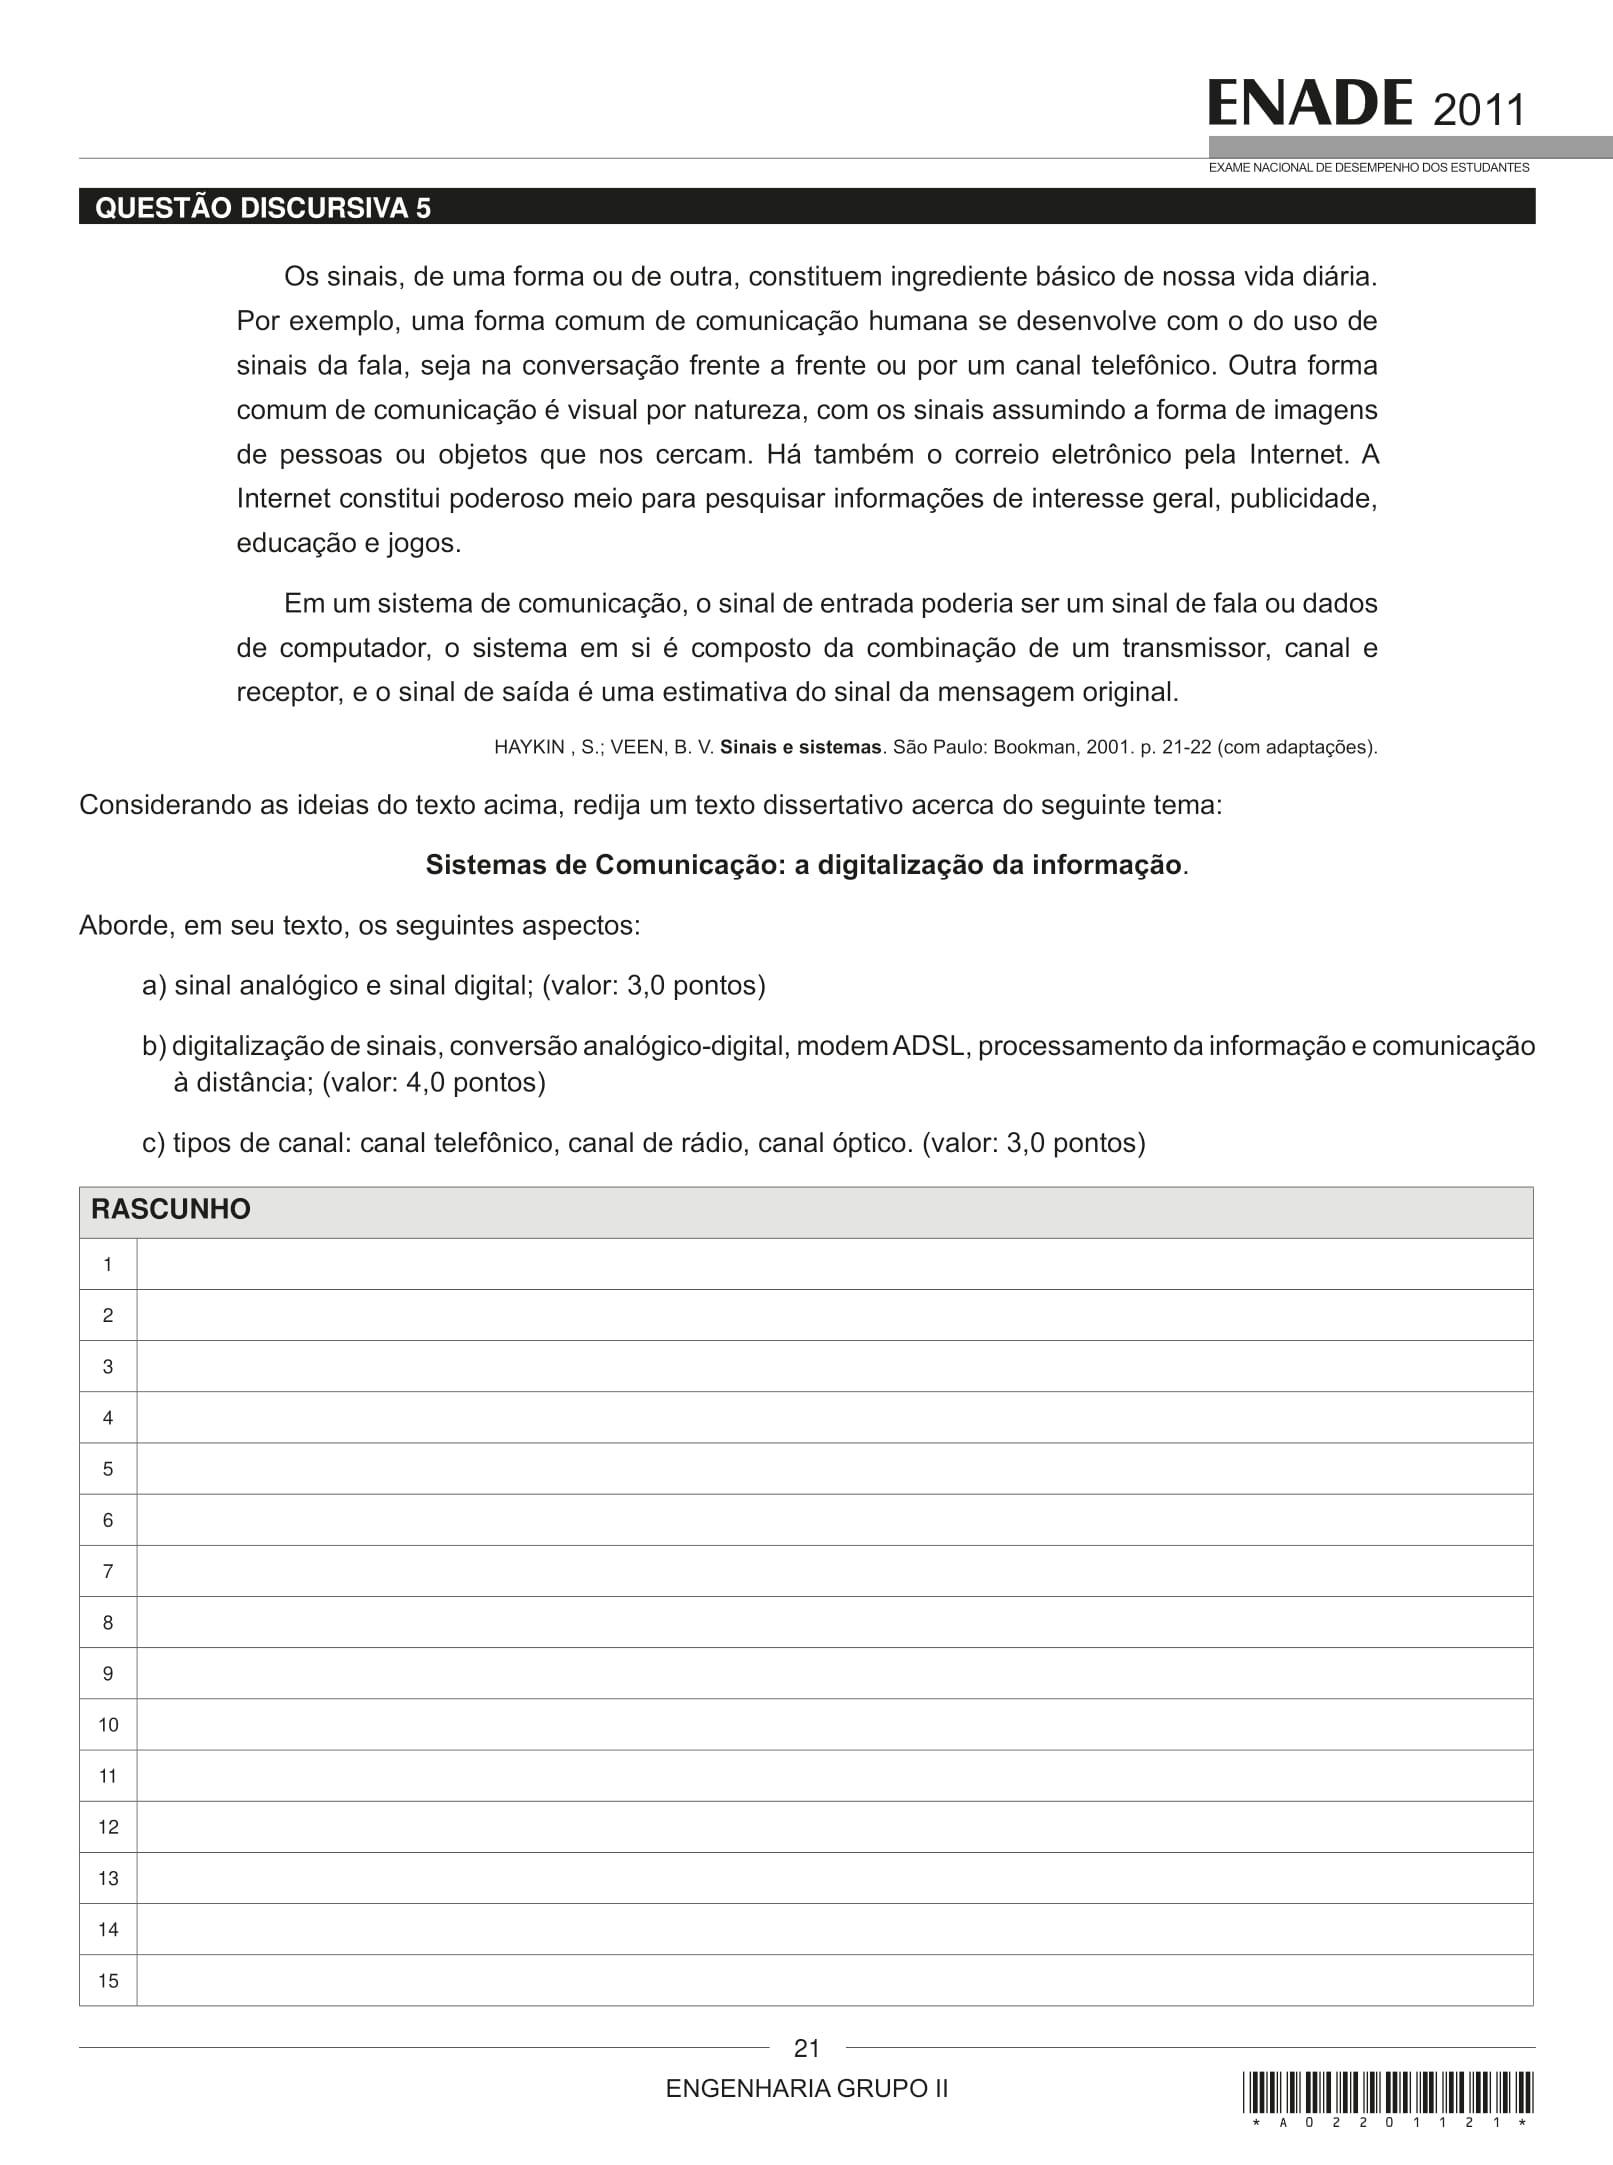 ENADE 2011
EXAME NACIONAL DE DESEMPENHO DOS ESTUDANTES
QUESTÃO DISCURSIVA 5
Os sinais, de uma forma ou de outra, constituem ingrediente básico de nossa vida diária.
Por exemplo, uma forma comum de comunicação humana se desenvolve com o do uso de
sinais da fala, seja na conversação frente a frente ou por um canal telefônico. Outra forma
comum de comunicação é visual por natureza, com os sinais assumindo a forma de imagens
de pessoas ou objetos que nos cercam. Há também o correio eletrônico pela Internet. A
Internet constitui poderoso meio para pesquisar informações de interesse geral, publicidade,
educação e jogos.
Em um sistema de comunicação, o sinal de entrada poderia ser um sinal de fala ou dados
de computador, o sistema em si é composto da combinação de um transmissor, canal e
receptor, e o sinal de saída é uma estimativa do sinal da mensagem original.
HAYKIN , S.; VEEN, B. V. Sinais e sistemas. São Paulo: Bookman, 2001. p. 21-22 (com adaptações).
Considerando as ideias do texto acima, redija um texto dissertativo acerca do seguinte tema:
Sistemas de Comunicação: a digitalização da informação.
Aborde, em seu texto, os seguintes aspectos:
a) sinal analógico e sinal digital; (valor: 3,0 pontos)
b) digitalização de sinais, conversão analógico-digital, modem ADSL, processamento da informação e comunicação
à distância; (valor: 4,0 pontos)
c) tipos de canal: canal telefônico, canal de rádio, canal óptico. (valor: 3,0 pontos)
RASCUNHO
1
2
3
4
5
6
7
8
9
10
11
12
13
14
15
21
ENGENHARIA GRUPO II
* A 0 2 2 0 1 1 2 1 *